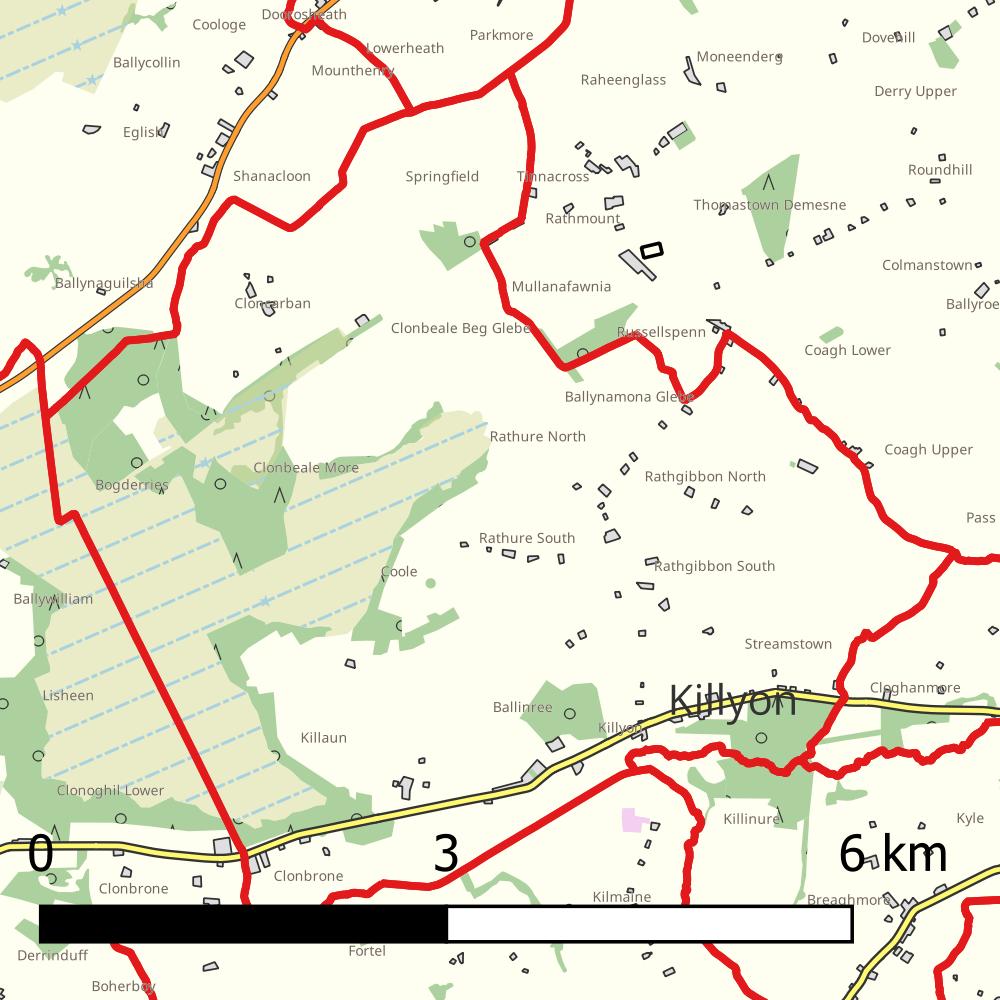 Doorosheath
Coologe
Parkmore
Dovehill
Lowerheath
Moneenderg
Ballycollin
Mounthenry
Raheenglass
Derry Upper
Eglish
Roundhill
Shanacloon
Springfield
Tinnacross
Thomastown Demesne
Rathmount
Colmanstown
Ballynaguilsha
Mullanafawnia
Cloncarban
Ballyroe
Clonbeale Beg Glebe
Russellspenn
Coagh Lower
Ballynamona Glebe
Rathure North
Coagh Upper
Clonbeale More
Rathgibbon North
Bogderries
Pass
Rathure South
Rathgibbon South
Coole
Ballywilliam
Streamstown
Lisheen
Cloghanmore
Killyon
Ballinree
Killyon
Killaun
Clonoghil Lower
Killinure
Kyle
0 3 6 km
Clonbrone
Clonbrone
Kilmaine
Breaghmore
Derrinduff
Fortel
Boherboy